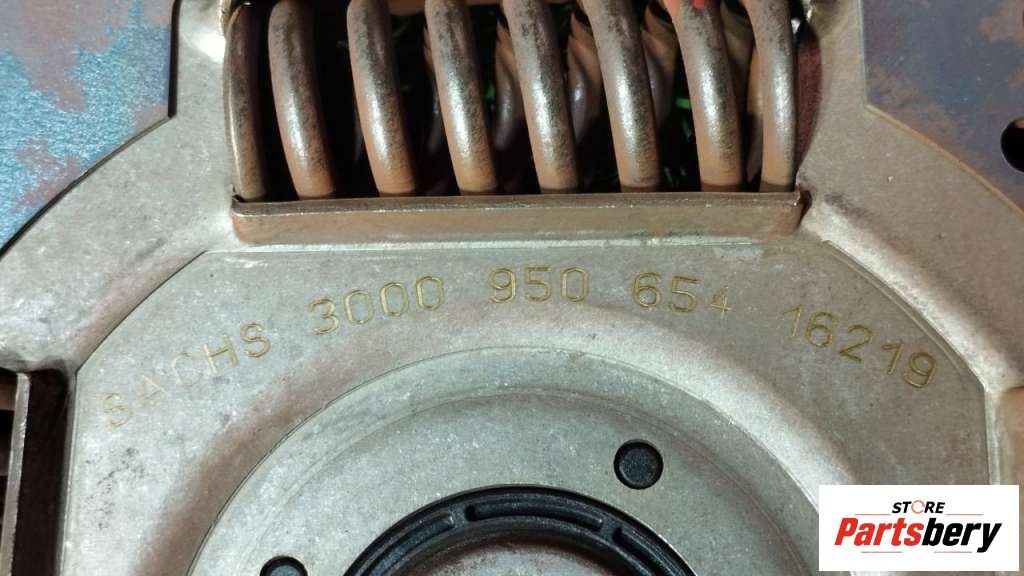 SACHS 3000 950 654 16219
STORE
Partsbery